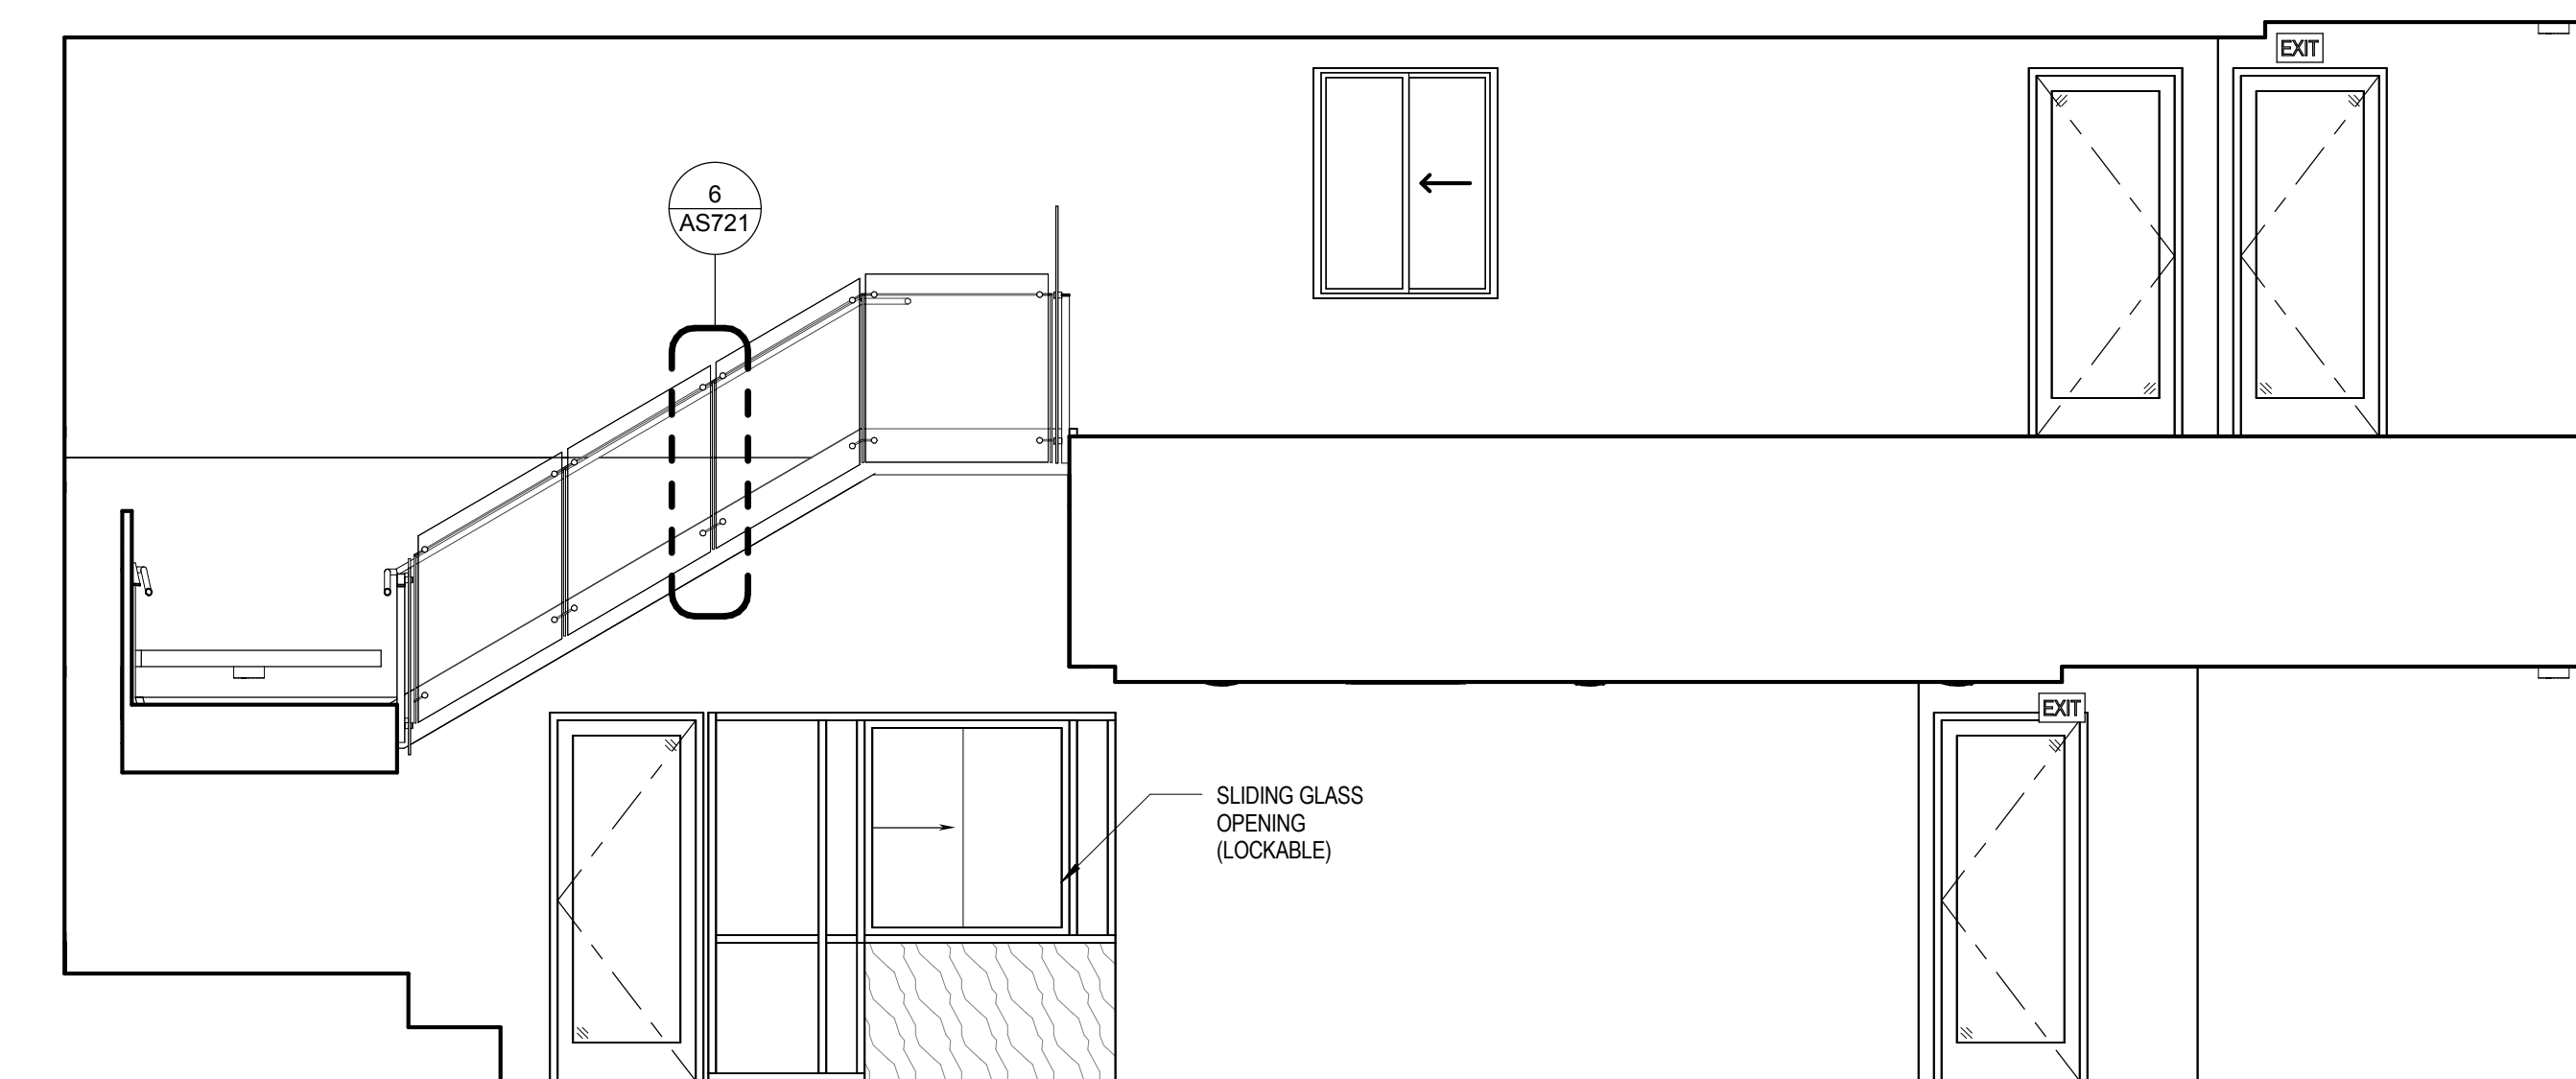 EXIT
6
AS721
EXIT
SLIDING GLASS
OPENING
(LOCKABLE)